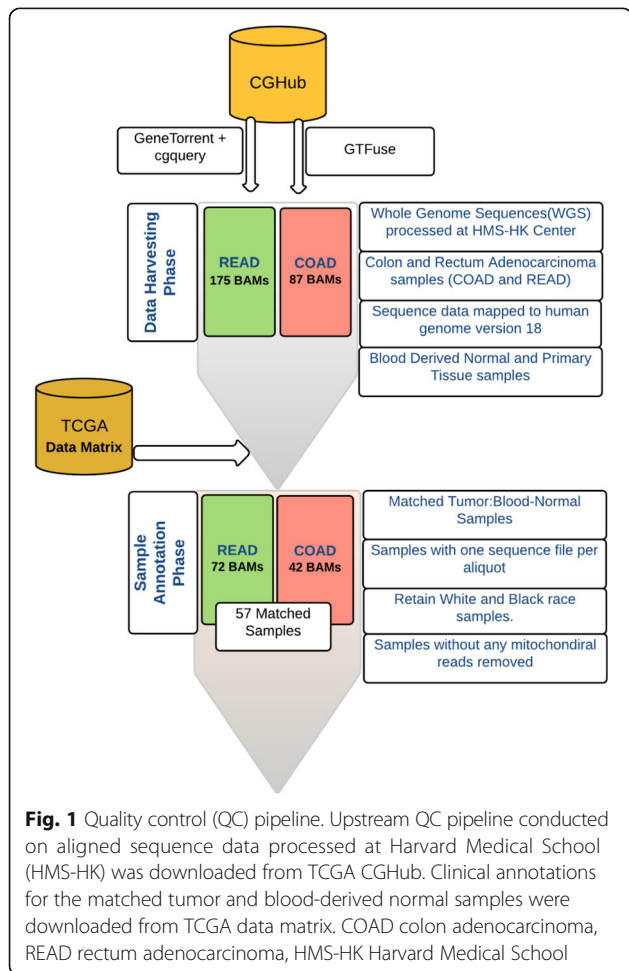 CGHub
GeneTorrent +
cgquery
GTFuse
Data Harvesting
Phase
READ
175 BAMs
COAD
87 BAMs
Whole Genome Sequences(WGS)
processed at HMS-HK Center
Colon and Rectum Adenocarcinoma
samples (COAD and READ)
Sequence data mapped to human
genome version 18
Blood Derived Normal and Primary
Tissue samples
TCGA
Data Matrix
Sample
Annotation
Phase
READ
72 BAMs
COAD
42 BAMs
57 Matched
Samples
Matched Tumor:Blood-Normal
Samples
Samples with one sequence file per
aliquot
Retain White and Black race
samples.
Samples without any mitochondiral
reads removed
Fig. 1 Quality control (QC) pipeline. Upstream QC pipeline conducted
on aligned sequence data processed at Harvard Medical School
(HMS-HK) was downloaded from TCGA CGHub. Clinical annotations
for the matched tumor and blood-derived normal samples were
downloaded from TCGA data matrix. COAD colon adenocarcinoma,
READ rectum adenocarcinoma, HMS-HK Harvard Medical School